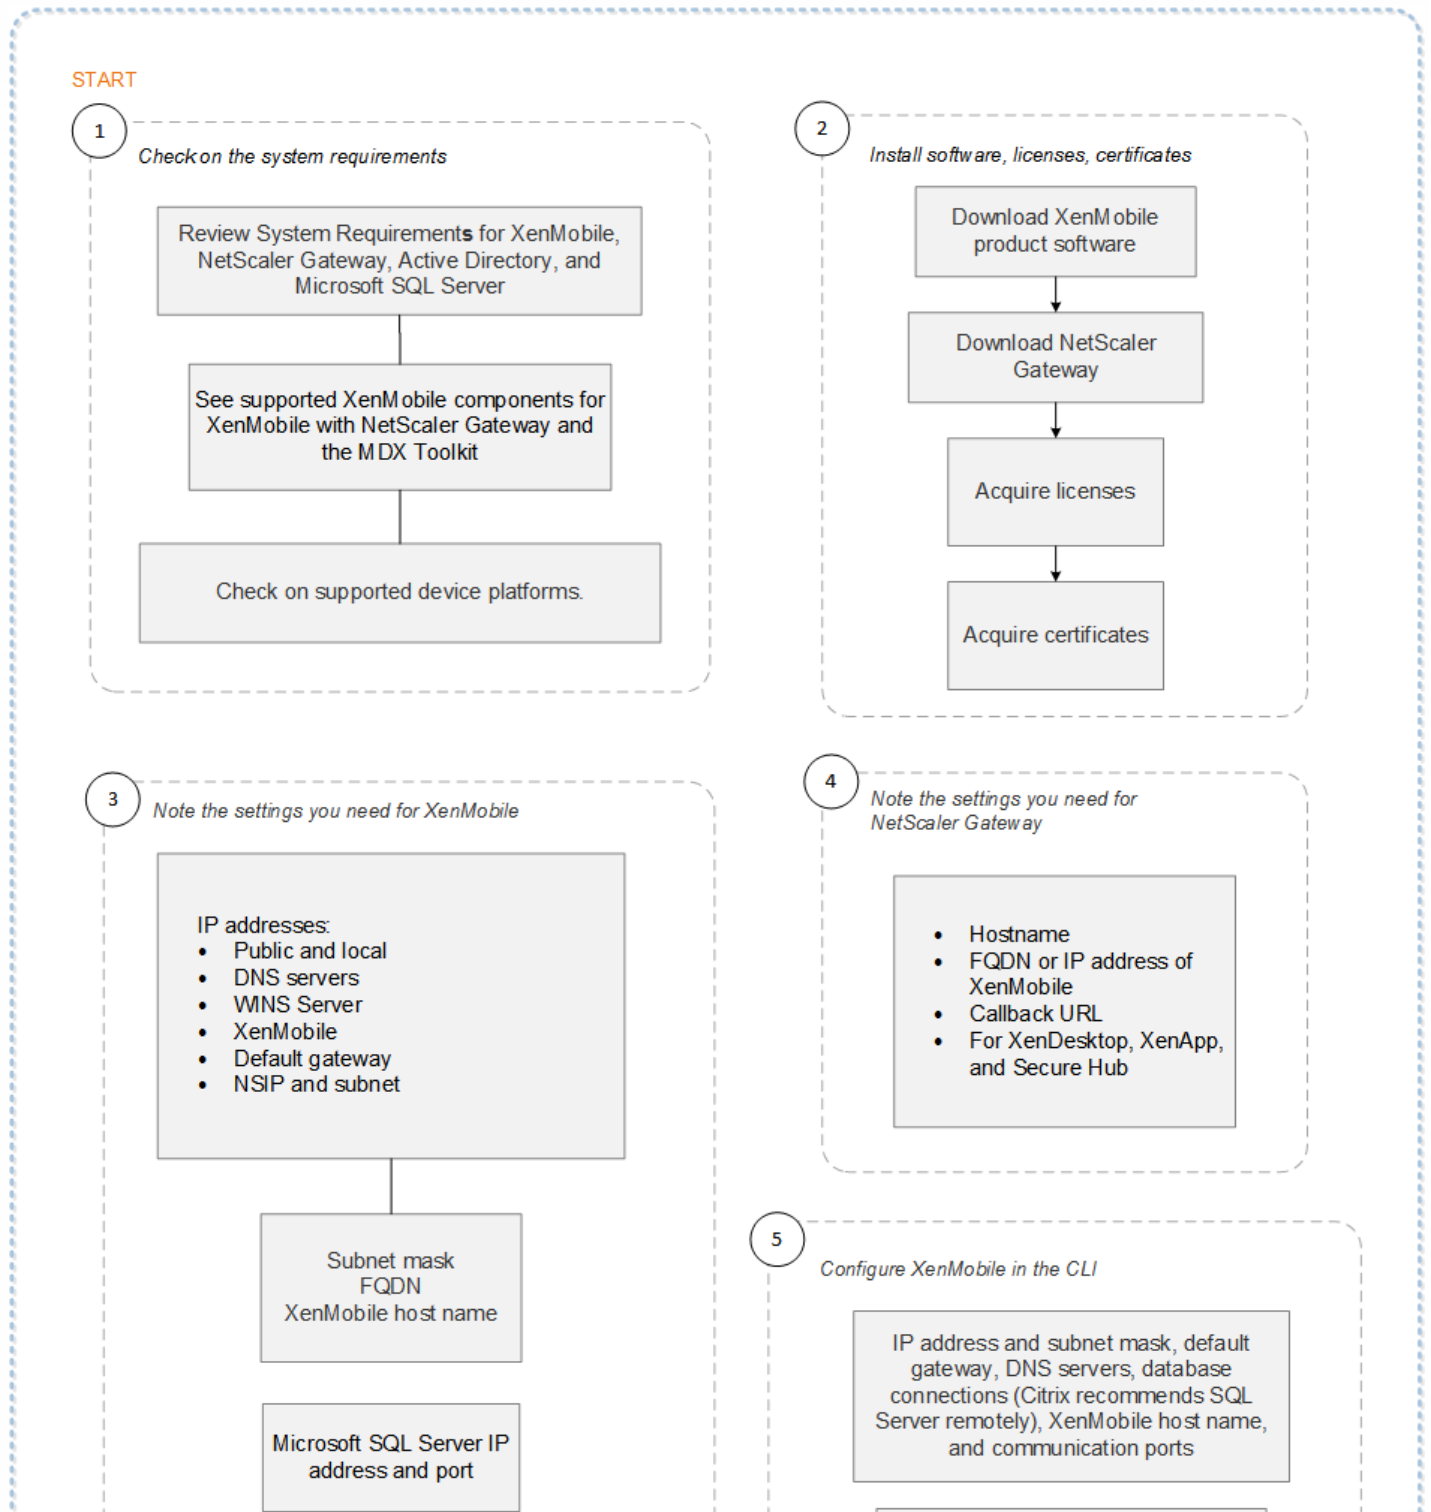 START
1
Check on the system requirements
Review System Requirements for XenMobile,
NetScaler Gateway, Active Directory, and
Microsoft SQL Server
See supported XenMobile components for
XenMobile with NetScaler Gateway and
the MDX Toolkit
Check on supported device platforms.
2
Install software, licenses, certificates
Download XenMobile
product software
Download NetScaler
Gateway
Acquire licenses
Acquire certificates
3
Note the settings you need for XenMobile
IP addresses:
• Public and local
• DNS servers
• WINS Server
• XenMobile
• Default gateway
• NSIP and subnet
Subnet mask
FQDN
XenMobile host name
Microsoft SQL Server IP
address and port
4
Note the settings you need for
NetScaler Gateway
• Hostname
• FQDN or IP address of
XenMobile
• Callback URL
• For XenDesktop, XenApp,
and Secure Hub
5
Configure XenMobile in the CLI
IP address and subnet mask, default
gateway, DNS servers, database
connections (Citrix recommends SQL
Server remotely), XenMobile host name,
and communication ports